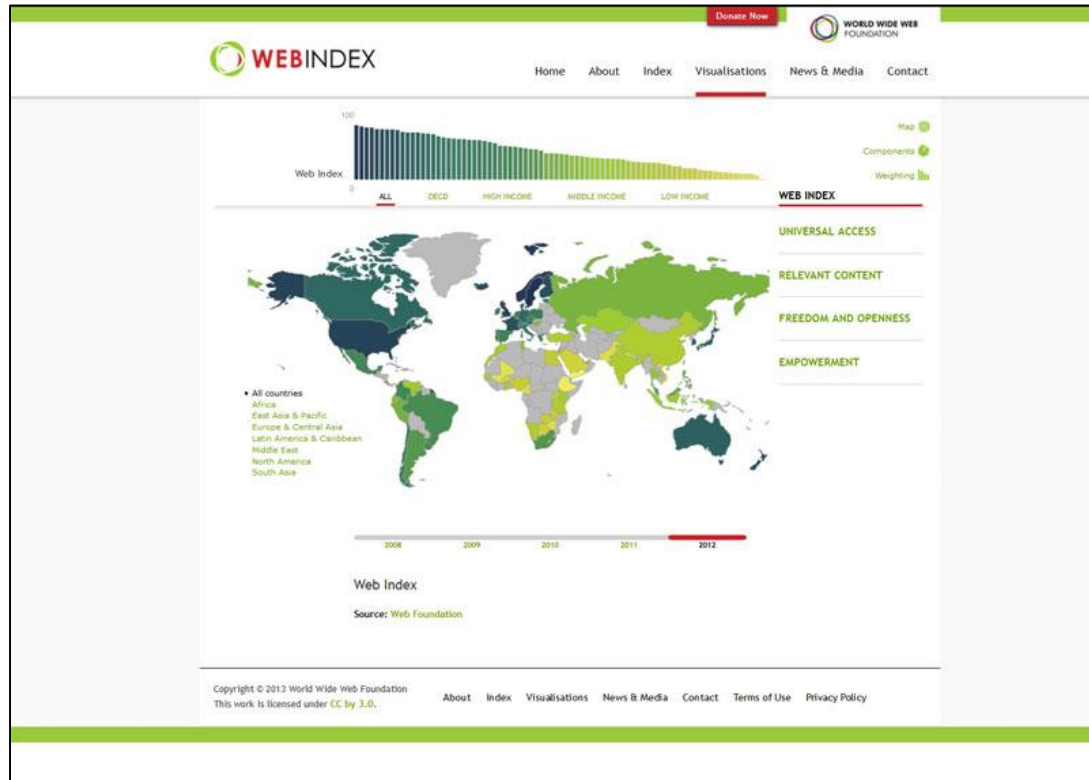 Donate Now
WORLD WIDE WEB
FOUNDATION
WEBINDEX
Home About Index Visualisations News & Media Contact
100
Web Index
0
Map
Components
Weighting
ALL OECD HIGH INCOME MIDDLE INCOME LOW INCOME
WEB INDEX
UNIVERSAL ACCESS
RELEVANT CONTENT
FREEDOM AND OPENNESS
EMPOWERMENT
• All countries
Africa
East Asia & Pacific
Europe & Central Asia
Latin America & Caribbean
Middle East
North America
South Asia
2008 2009 2010 2011 2012
Web Index
Source: Web Foundation
Copyright © 2013 World Wide Web Foundation
This work is licensed under CC by 3.0.
About Index Visualisations News & Media Contact Terms of Use Privacy Policy